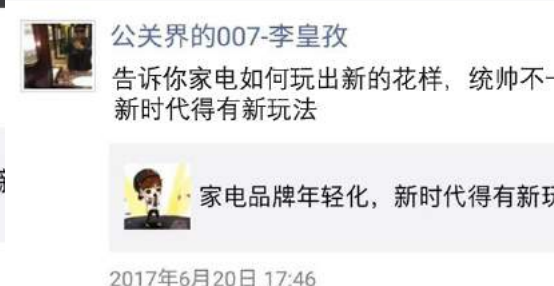 公关界的007-李皇孜
告诉你家电如何玩出新的花样，统帅不一
新时代得有新玩法
家电品牌年轻化，新时代得有新
2017年6月20日 17:46